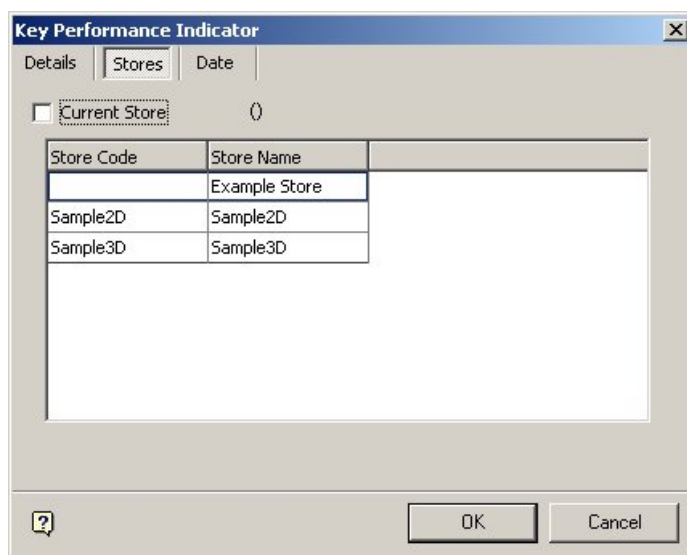 Key Performance Indicator
Details Stores Date
Current Store ()
Store Code Store Name
Example Store
Sample2D Sample2D
Sample3D Sample3D
OK Cancel